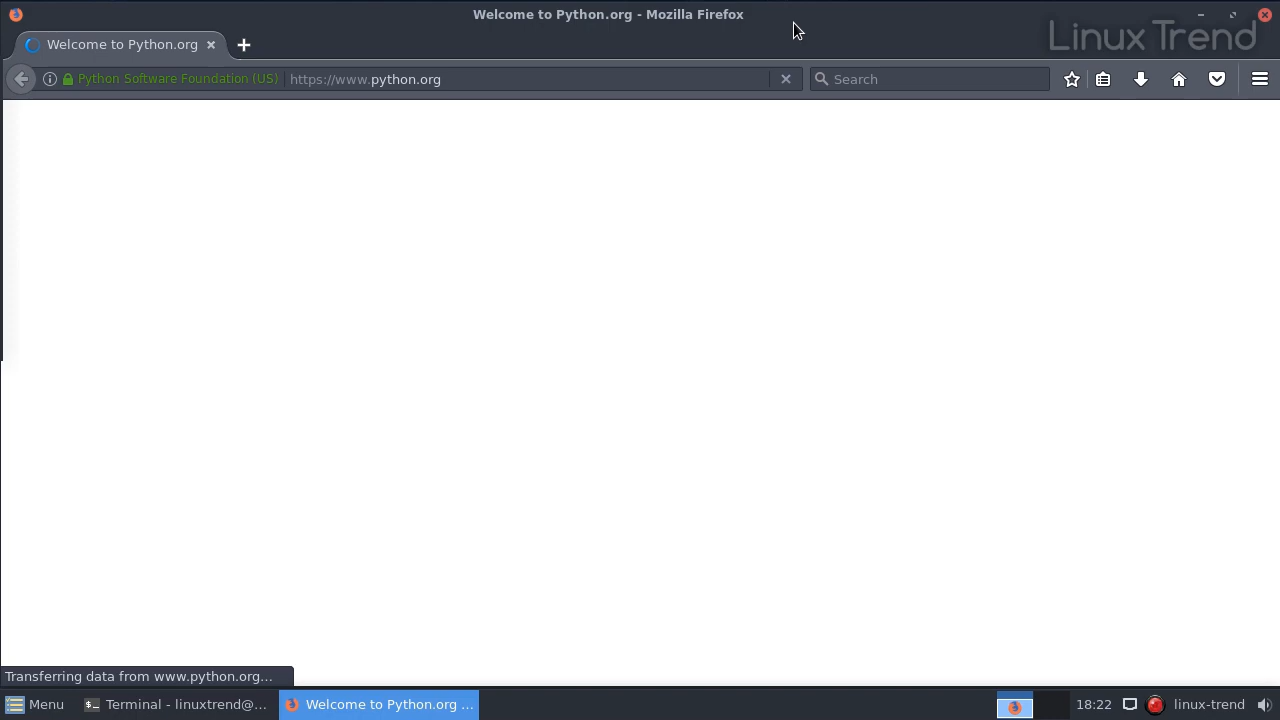 Welcome to Python.org - Mozilla Firefox
Linux Trend
Welcome to Python.org
Python Software Foundation (US)
https://www.python.org
Search
Transferring data from www.python.org...
Menu
Terminal - linuxtrend@...
Welcome to Python.org ...
18:22
linux-trend